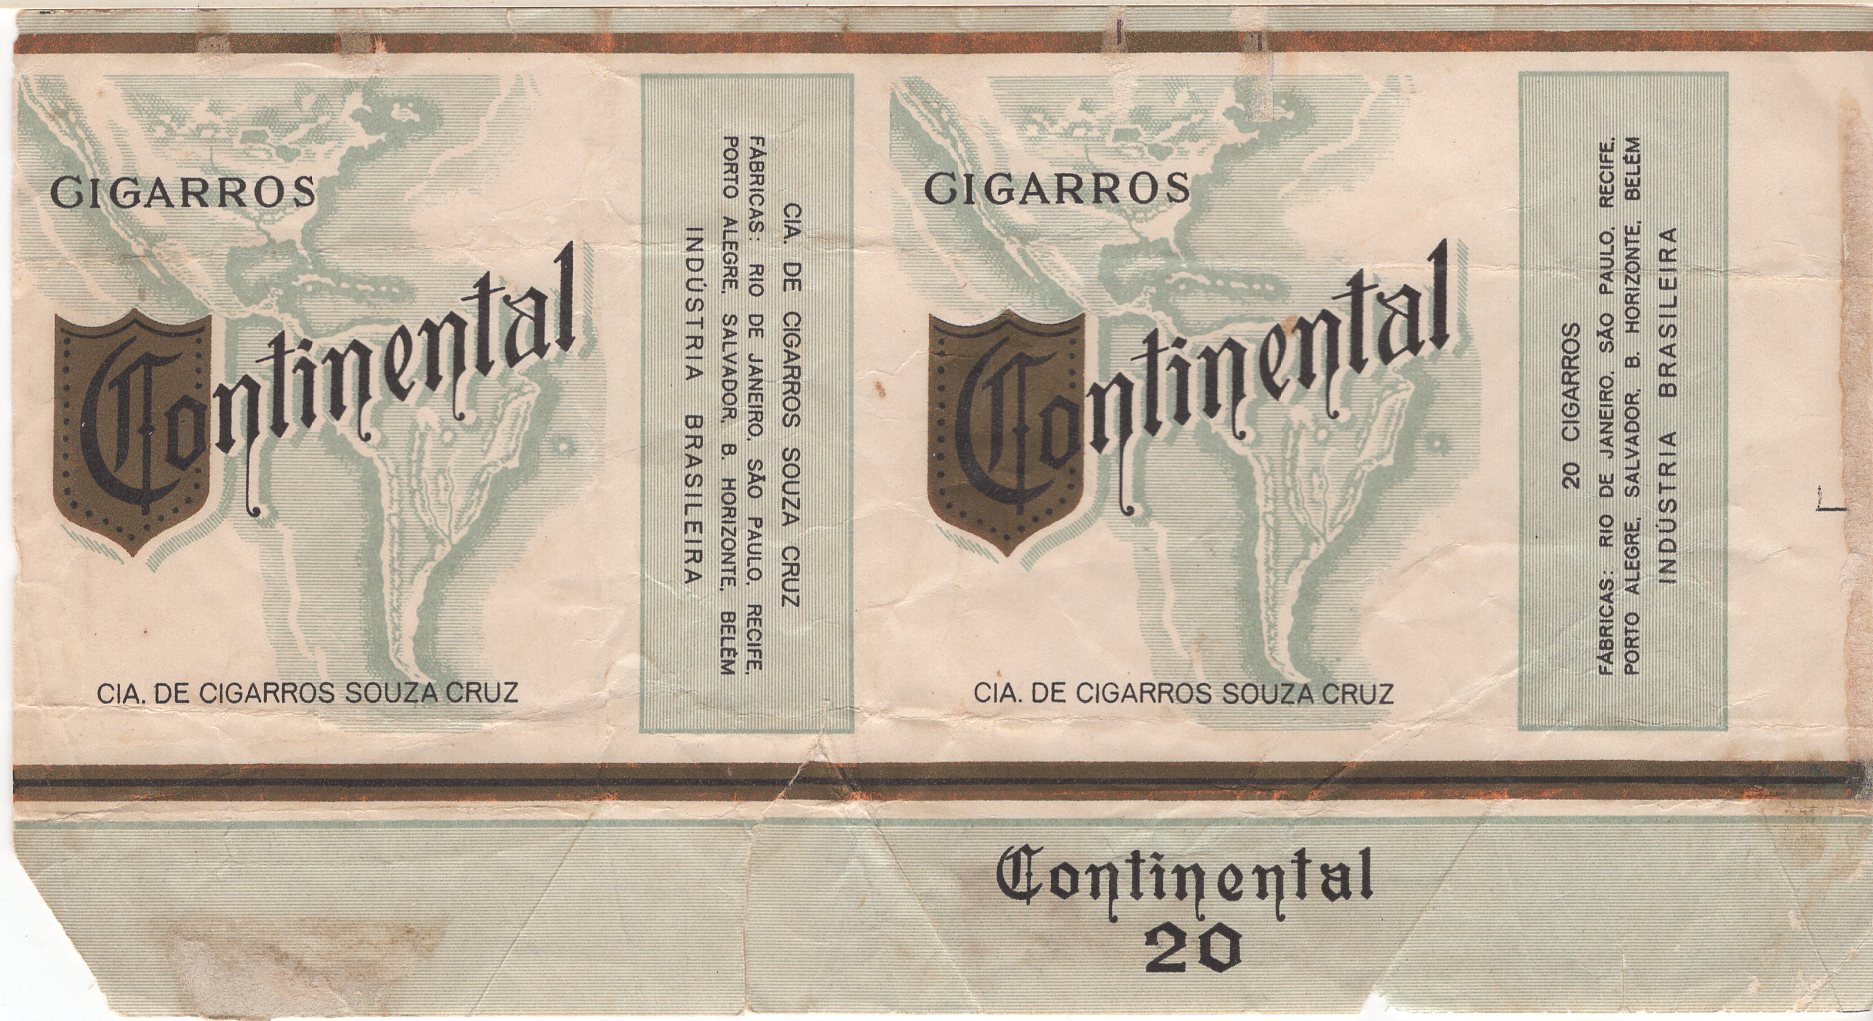 CIGARROS
Continental
CIA. DE CIGARROS SOUZA CRUZ
CIA. DE CIGARROS SOUZA CRUZ
FÁBRICAS: RIO DE JANEIRO, SÃO PAULO, RECIFE,
PORTO ALEGRE, SALVADOR, B. HORIZONTE, BELÉM
INDÚSTRIA BRASILEIRA
CIGARROS
Continental
CIA. DE CIGARROS SOUZA CRUZ
20 CIGARROS
FÁBRICAS: RIO DE JANEIRO, SÃO PAULO, RECIFE,
PORTO ALEGRE, SALVADOR, B. HORIZONTE, BELÉM
INDÚSTRIA BRASILEIRA
Continental
20